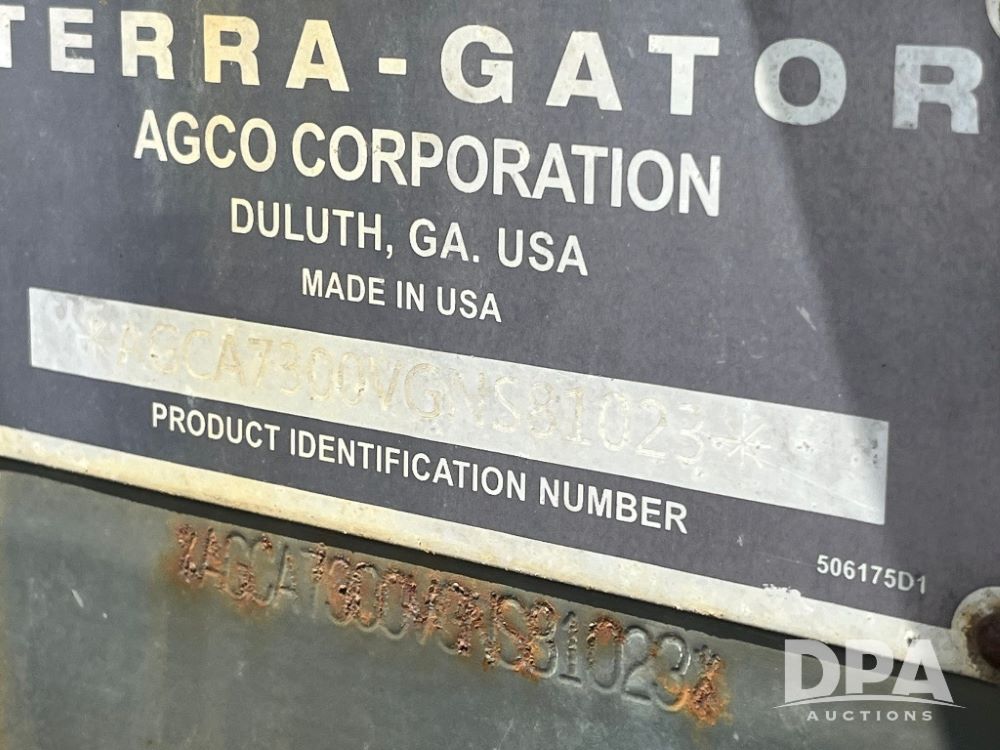 TERRA-GATOR
AGCO CORPORATION
DULUTH, GA. USA
MADE IN USA
*AGCA7300VGNS81023*
PRODUCT IDENTIFICATION NUMBER
506175D1
*AGCA7300VGNS81023*
DPA
AUCTIONS